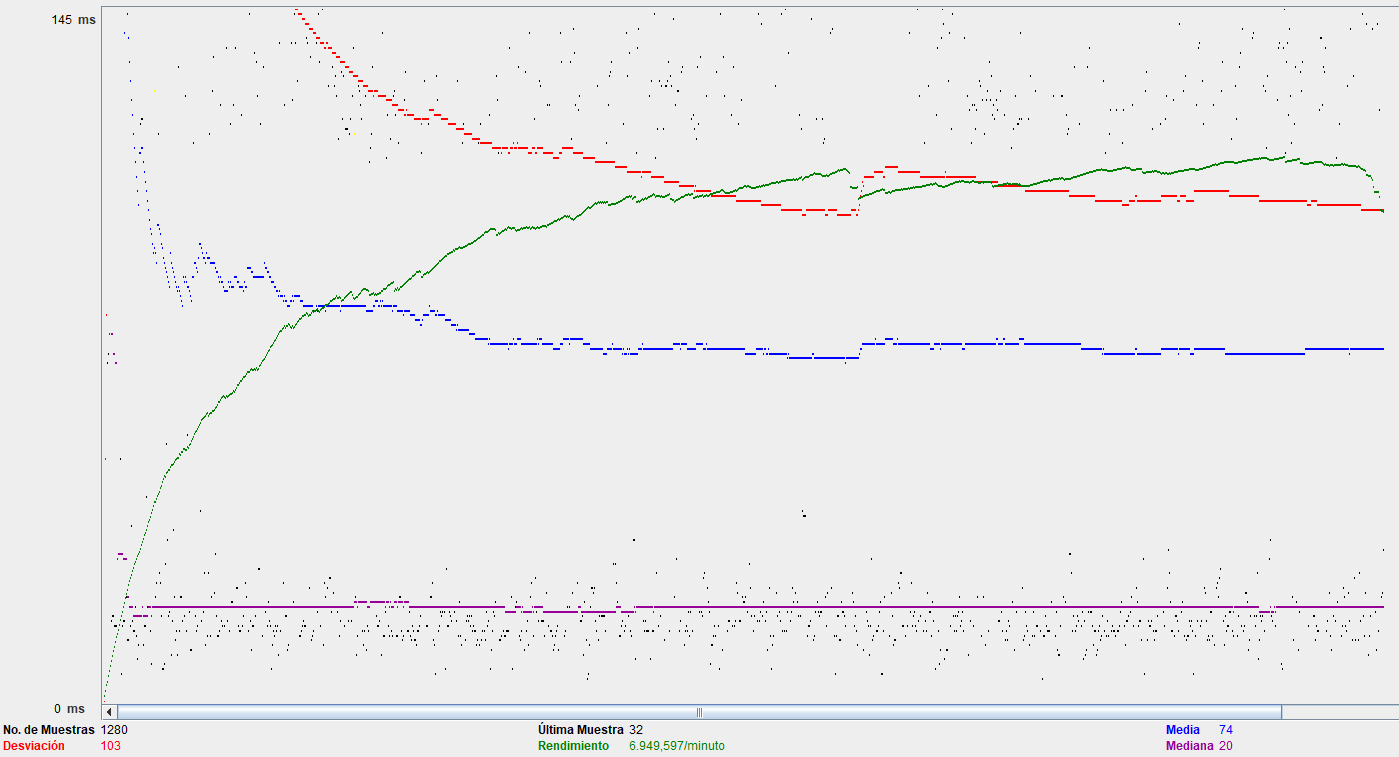 145 ms
0 ms
No. de Muestras 1280 Última Muestra 32 Media 74
Desviación 103 Rendimiento 6.949,597/minuto Mediana 20